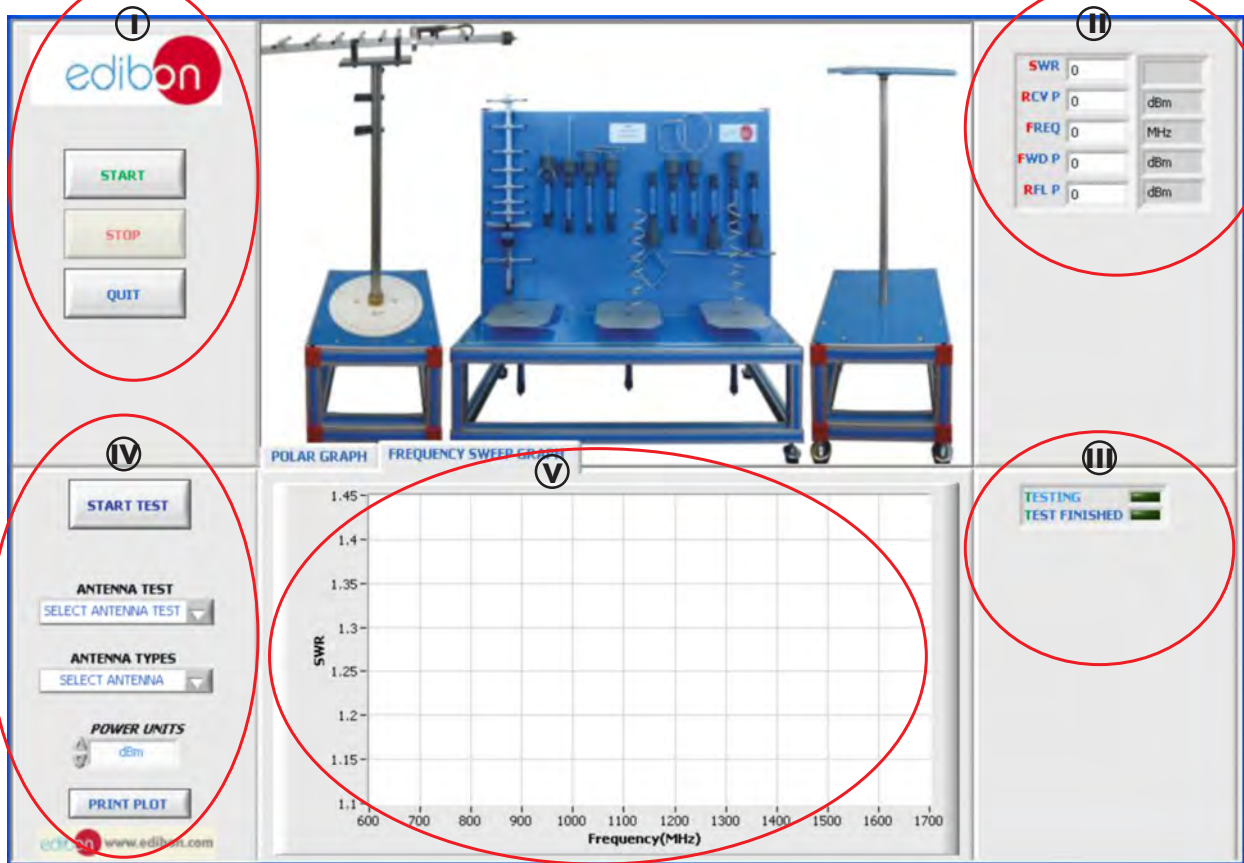 I
edibon
START
STOP
QUIT
II
SWR 0
RCV P 0 dBm
FREQ 0 MHz
FWD P 0 dBm
RFL P 0 dBm
IV
START TEST
ANTENNA TEST
SELECT ANTENNA TEST
ANTENNA TYPES
SELECT ANTENNA
POWER UNITS
dBm
PRINT PLOT
edibon www.edibon.com
POLAR GRAPH FREQUENCY SWEEP GRAPH
V
1.45
1.4
1.35
1.3
1.25
1.2
1.15
1.1
SWR
600 700 800 900 1000 1100 1200 1300 1400 1500 1600 1700
Frequency(MHz)
III
TESTING
TEST FINISHED